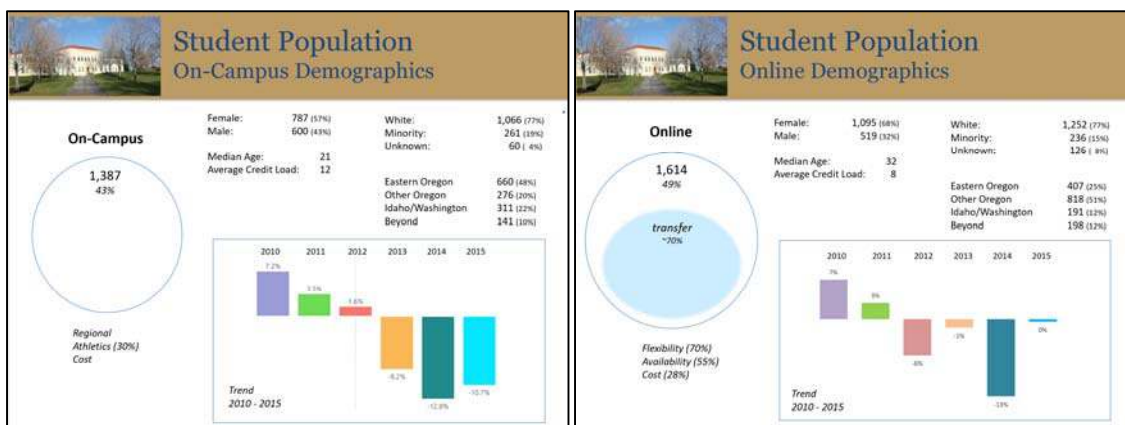 Student Population
On-Campus Demographics
On-Campus
1,387
43%
Regional
Athletics (30%)
Cost
Female: 787 (57%)
Male: 600 (43%)
Median Age: 21
Average Credit Load: 12
White: 1,066 (77%)
Minority: 261 (19%)
Unknown: 60 ( 4%)
Eastern Oregon 660 (48%)
Other Oregon 276 (20%)
Idaho/Washington 311 (22%)
Beyond 141 (10%)
2010 2011 2012 2013 2014 2015
7.2%
3.5%
1.6%
-8.2%
-12.8%
-10.7%
Trend
2010 - 2015
Student Population
Online Demographics
Online
1,614
49%
transfer
~70%
Flexibility (70%)
Availability (55%)
Cost (28%)
Female: 1,095 (68%)
Male: 519 (32%)
Median Age: 32
Average Credit Load: 8
White: 1,252 (77%)
Minority: 236 (15%)
Unknown: 126 ( 8%)
Eastern Oregon 407 (25%)
Other Oregon 818 (51%)
Idaho/Washington 191 (12%)
Beyond 198 (12%)
2010 2011 2012 2013 2014 2015
7%
0%
Trend
2010 - 2015